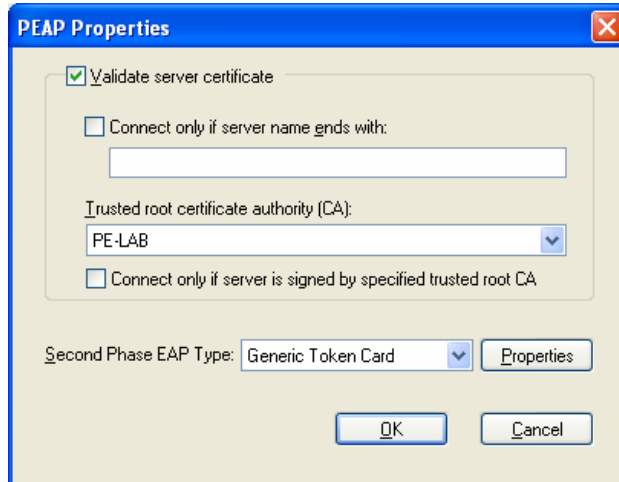 PEAP Properties
Validate server certificate
Connect only if server name ends with:
Trusted root certificate authority (CA):
PE-LAB
Connect only if server is signed by specified trusted root CA
Second Phase EAP Type: Generic Token Card Properties
OK Cancel